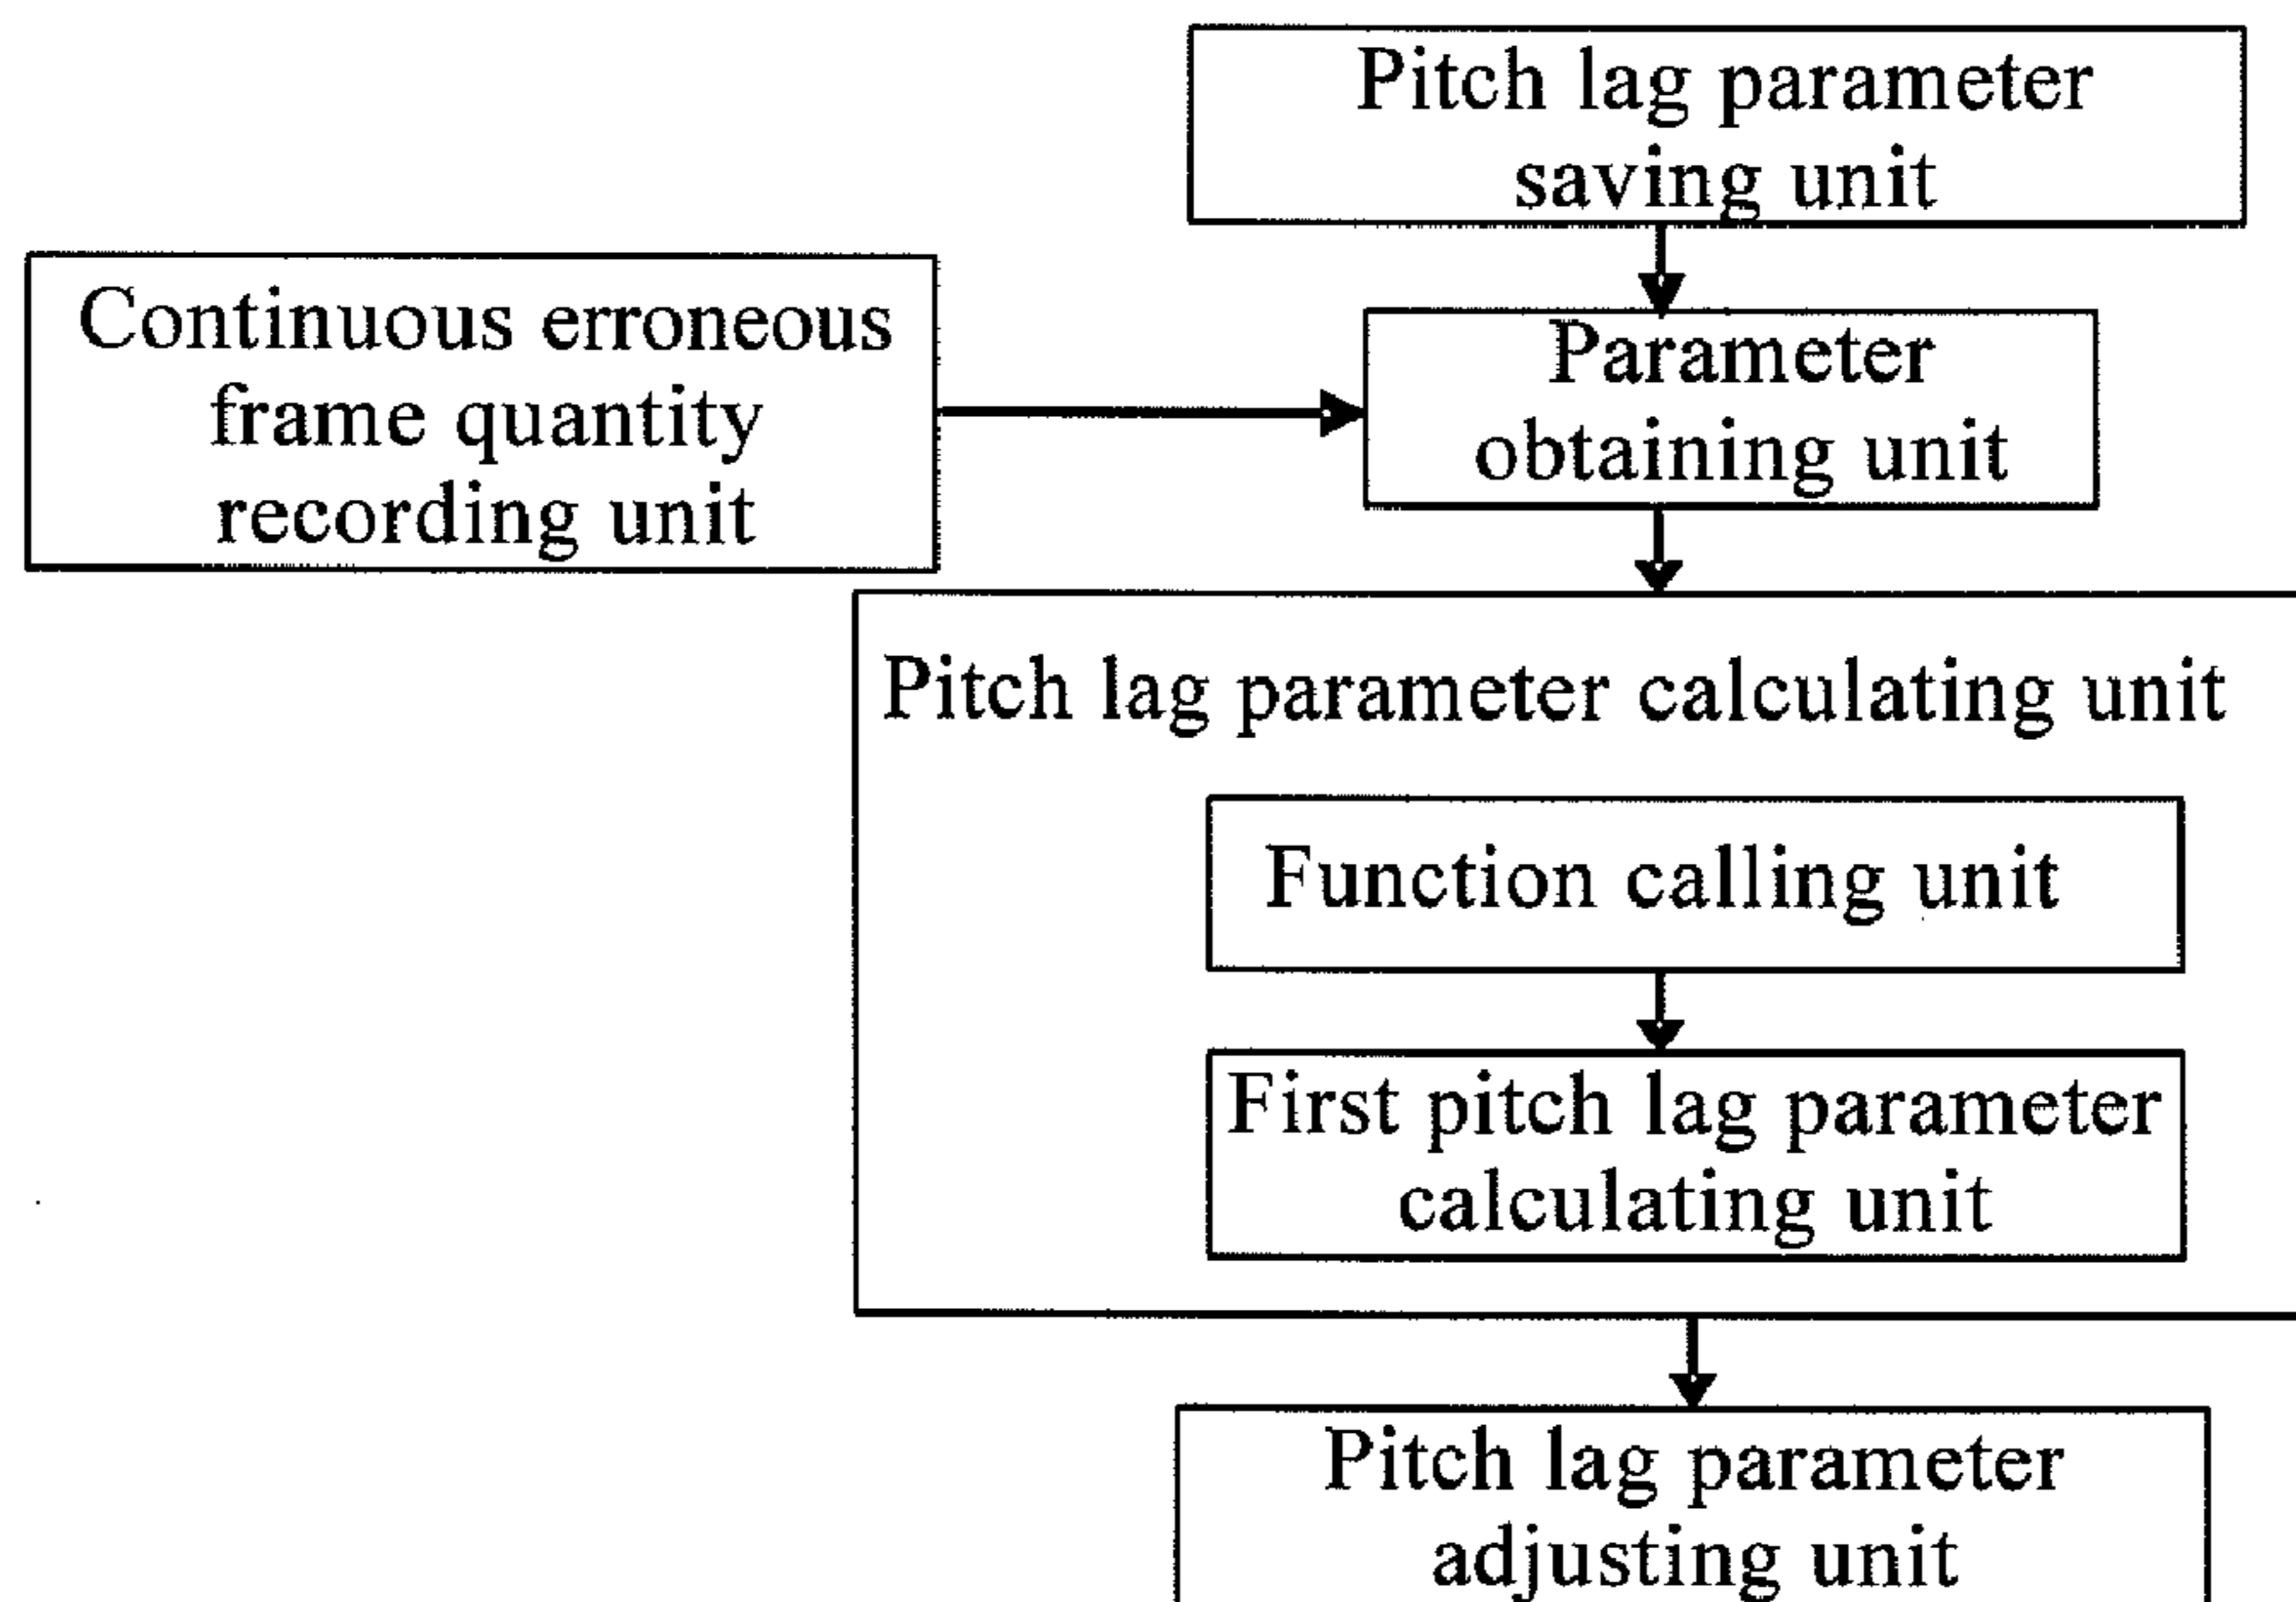 Pitch lag parameter
saving unit
Continuous erroneous
frame quantity
recording unit
Parameter
obtaining unit
Pitch lag parameter calculating unit
Function calling unit
First pitch lag parameter
calculating unit
Pitch lag parameter
adjusting unit